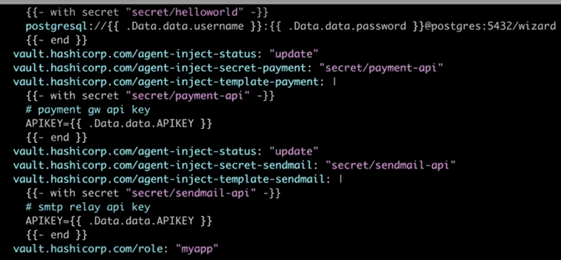 {{- with secret "secret/helloworld" -}}
postgresql://{{ .Data.data.username }}:{{ .Data.data.password }}@postgres:5432/wizard
{{- end }}
vault.hashicorp.com/agent-inject-status: "update"
vault.hashicorp.com/agent-inject-secret-payment: "secret/payment-api"
vault.hashicorp.com/agent-inject-template-payment: |
{{- with secret "secret/payment-api" -}}
# payment gw api key
APIKEY={{ .Data.data.APIKEY }}
{{- end }}
vault.hashicorp.com/agent-inject-status: "update"
vault.hashicorp.com/agent-inject-secret-sendmail: "secret/sendmail-api"
vault.hashicorp.com/agent-inject-template-sendmail: |
{{- with secret "secret/sendmail-api" -}}
# smtp relay api key
APIKEY={{ .Data.data.APIKEY }}
{{- end }}
vault.hashicorp.com/role: "myapp"